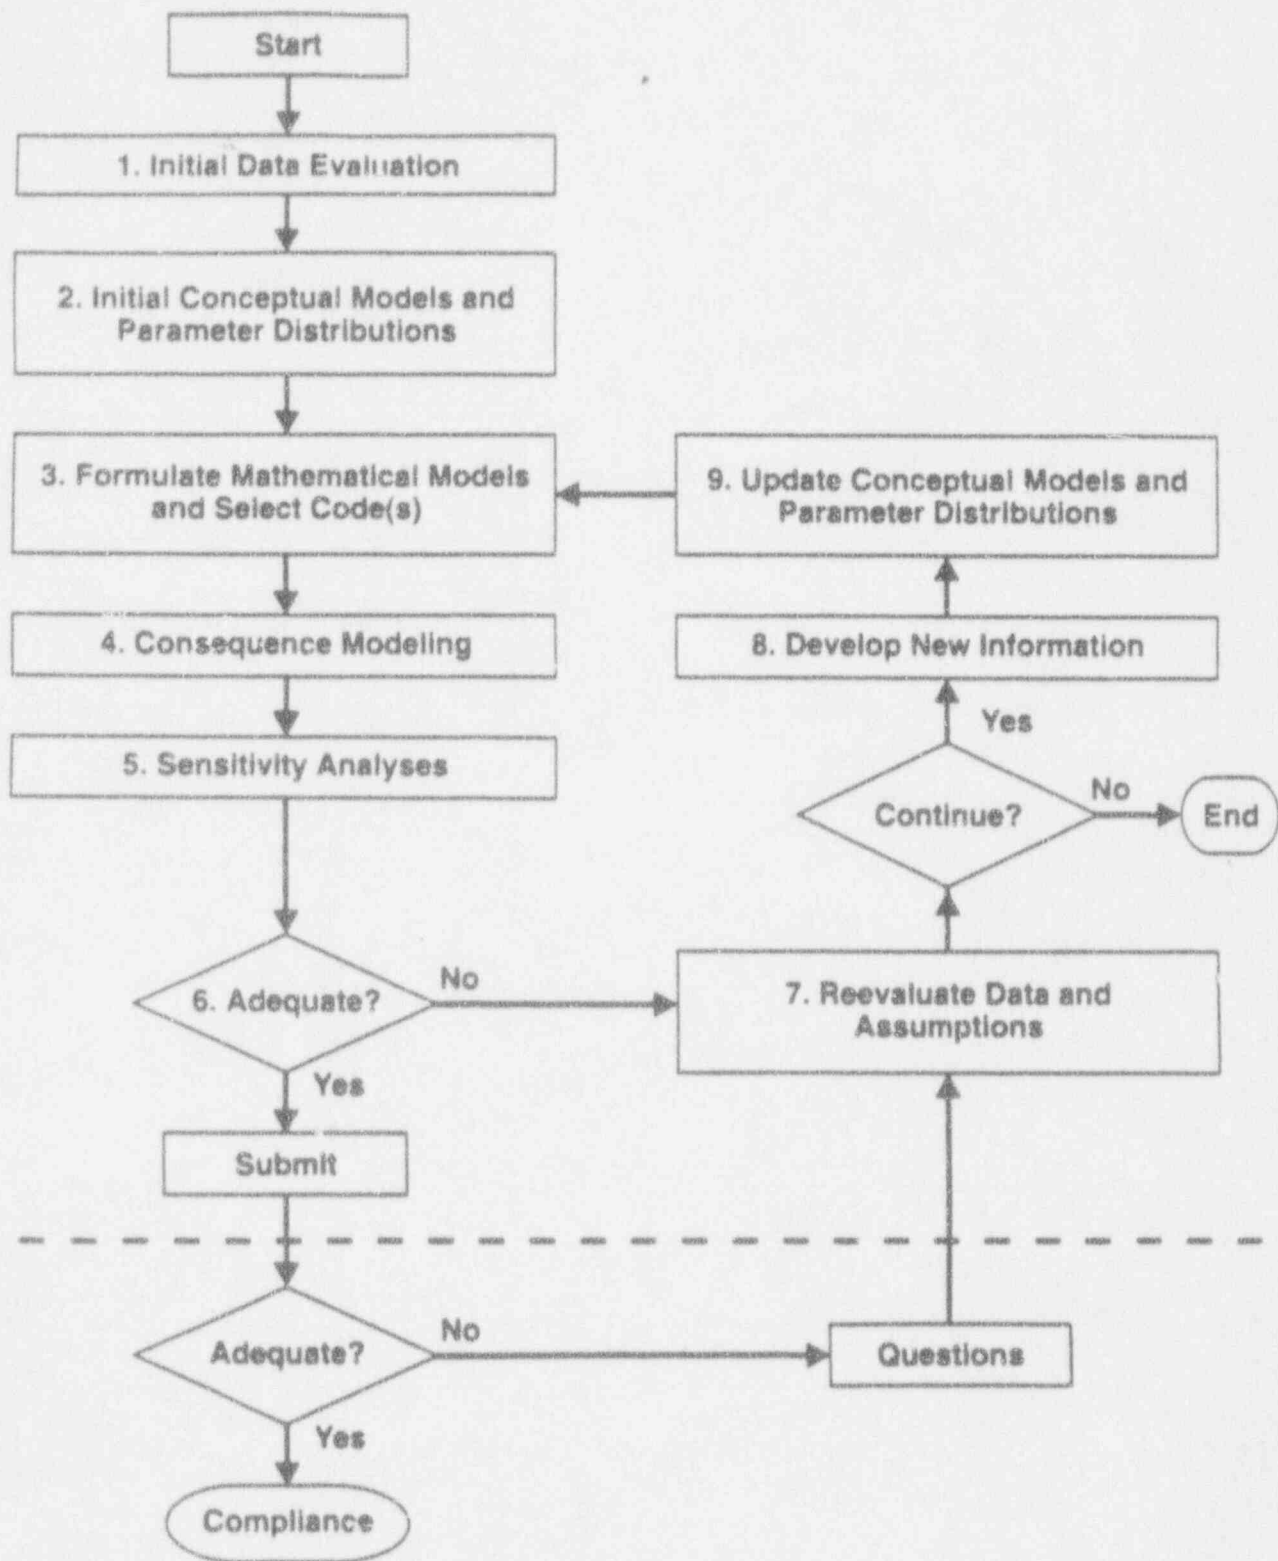 Start
1. Initial Data Evaluation
2. Initial Conceptual Models and
Parameter Distributions
3. Formulate Mathematical Models
and Select Code(s)
9. Update Conceptual Models and
Parameter Distributions
4. Consequence Modeling
8. Develop New Information
Yes
5. Sensitivity Analyses
No
Continue?
End
6. Adequate?
No
7. Reevaluate Data and
Assumptions
Yes
Submit
Adequate?
No
Questions
Yes
Compliance